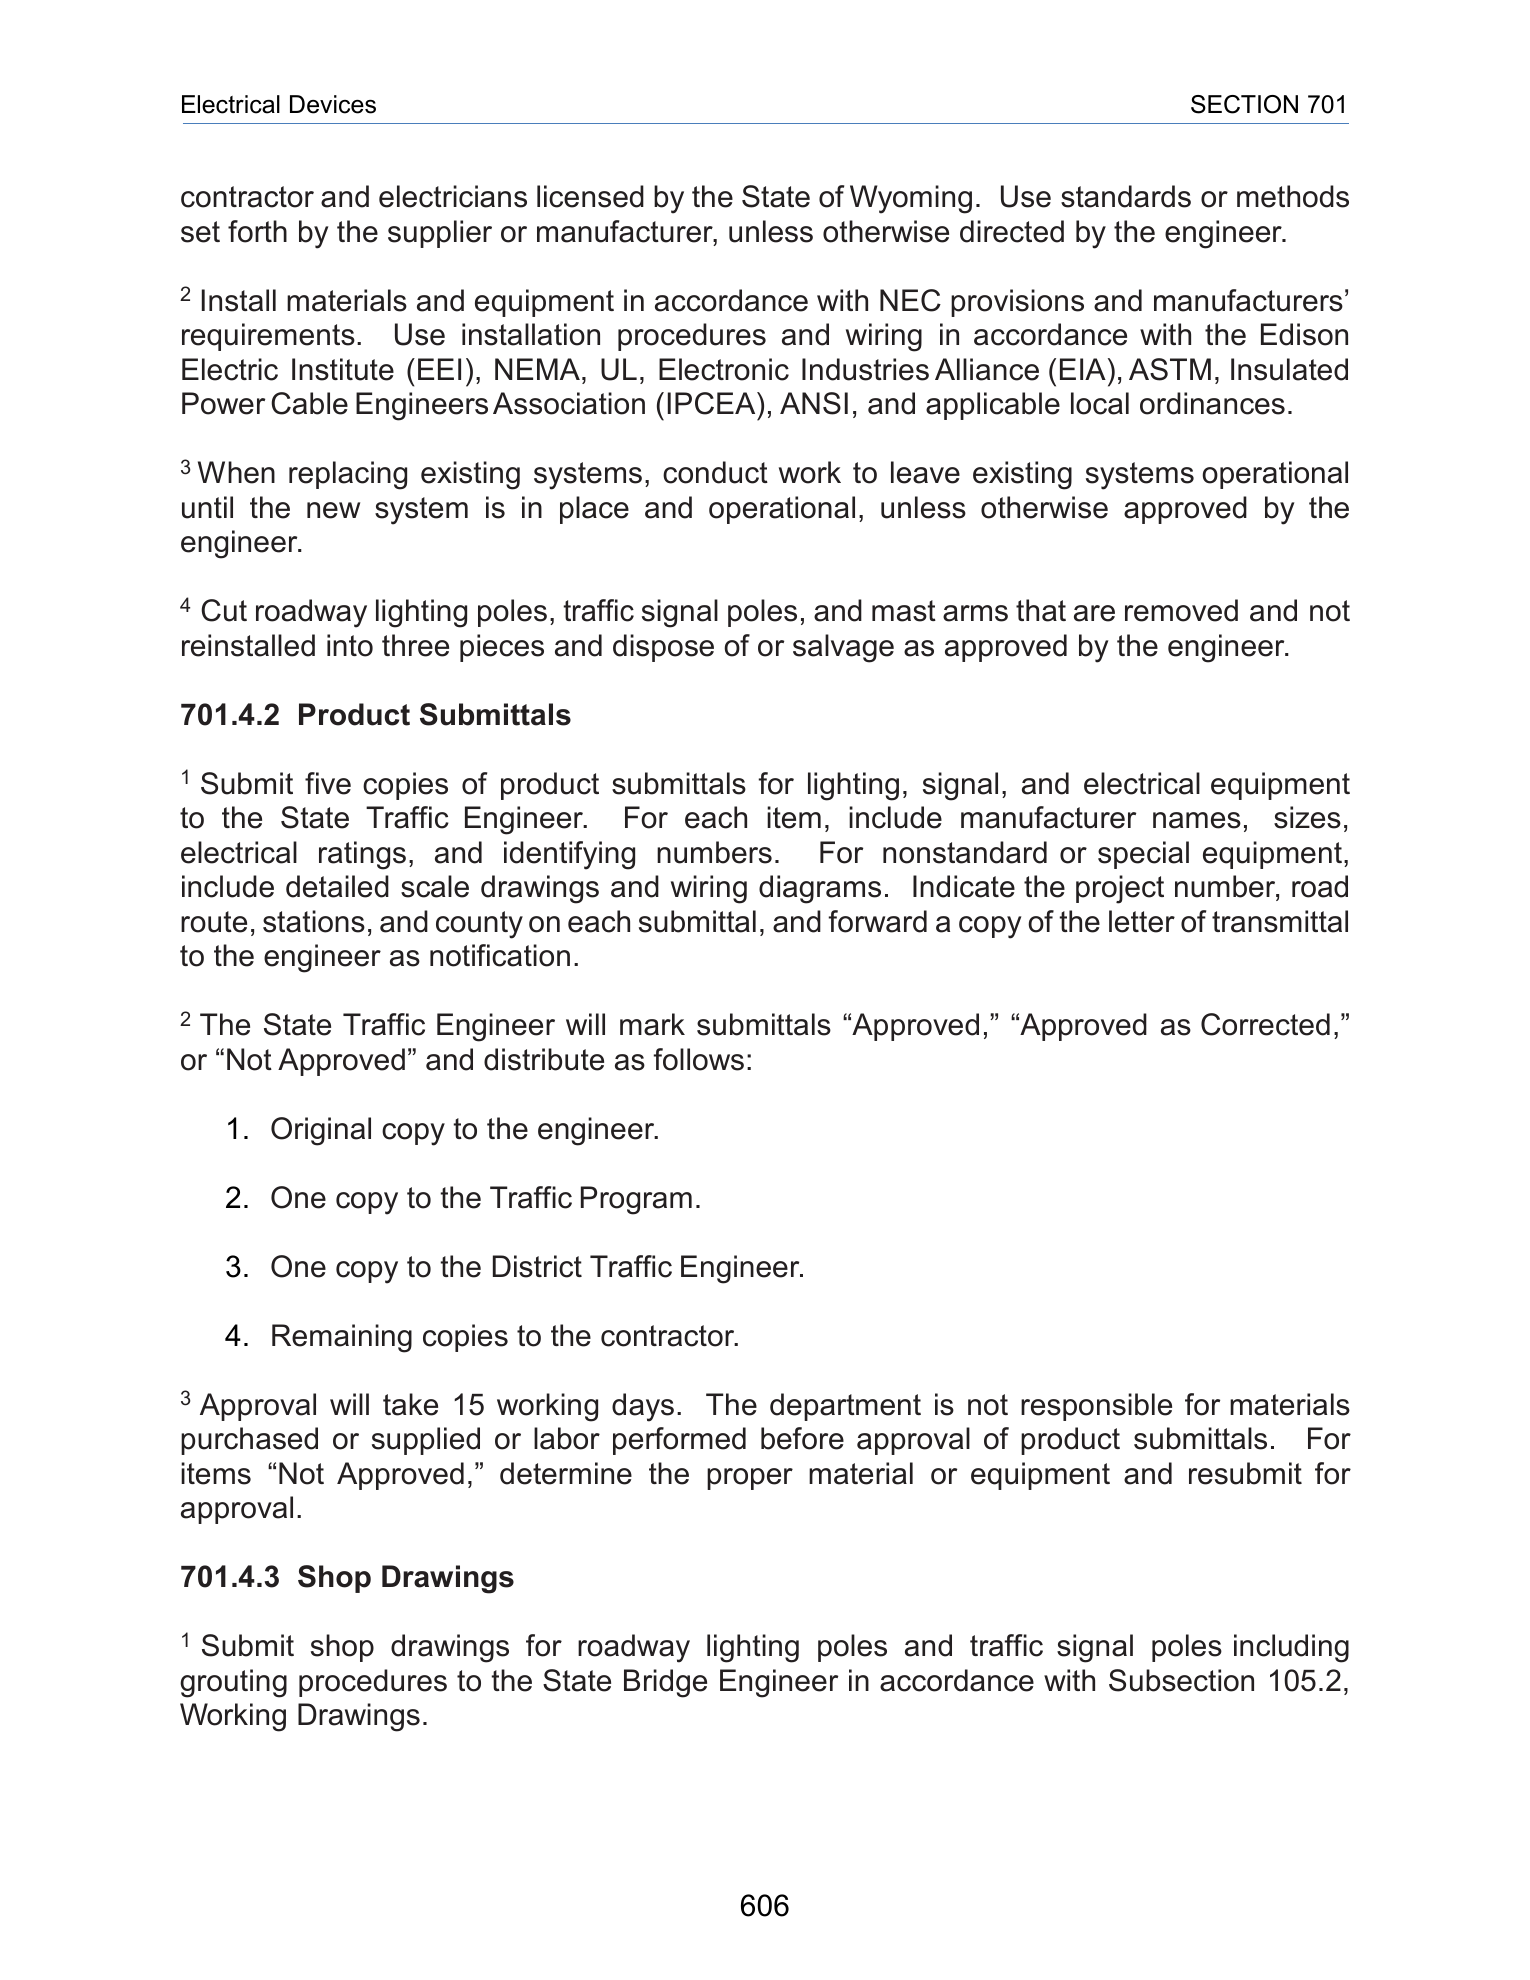 Electrical Devices SECTION 701
contractor and electricians licensed by the State of Wyoming. Use standards or methods
set forth by the supplier or manufacturer, unless otherwise directed by the engineer.
2 Install materials and equipment in accordance with NEC provisions and manufacturers’
requirements. Use installation procedures and wiring in accordance with the Edison
Electric Institute (EEI), NEMA, UL, Electronic Industries Alliance (EIA), ASTM, Insulated
Power Cable Engineers Association (IPCEA), ANSI, and applicable local ordinances.
3 When replacing existing systems, conduct work to leave existing systems operational
until the new system is in place and operational, unless otherwise approved by the
engineer.
4 Cut roadway lighting poles, traffic signal poles, and mast arms that are removed and not
reinstalled into three pieces and dispose of or salvage as approved by the engineer.
701.4.2 Product Submittals
1 Submit five copies of product submittals for lighting, signal, and electrical equipment
to the State Traffic Engineer. For each item, include manufacturer names, sizes,
electrical ratings, and identifying numbers. For nonstandard or special equipment,
include detailed scale drawings and wiring diagrams. Indicate the project number, road
route, stations, and county on each submittal, and forward a copy of the letter of transmittal
to the engineer as notification.
2 The State Traffic Engineer will mark submittals “Approved,” “Approved as Corrected,”
or “Not Approved” and distribute as follows:
1. Original copy to the engineer.
2. One copy to the Traffic Program.
3. One copy to the District Traffic Engineer.
4. Remaining copies to the contractor.
3 Approval will take 15 working days. The department is not responsible for materials
purchased or supplied or labor performed before approval of product submittals. For
items “Not Approved,” determine the proper material or equipment and resubmit for
approval.
701.4.3 Shop Drawings
1 Submit shop drawings for roadway lighting poles and traffic signal poles including
grouting procedures to the State Bridge Engineer in accordance with Subsection 105.2,
Working Drawings.
606